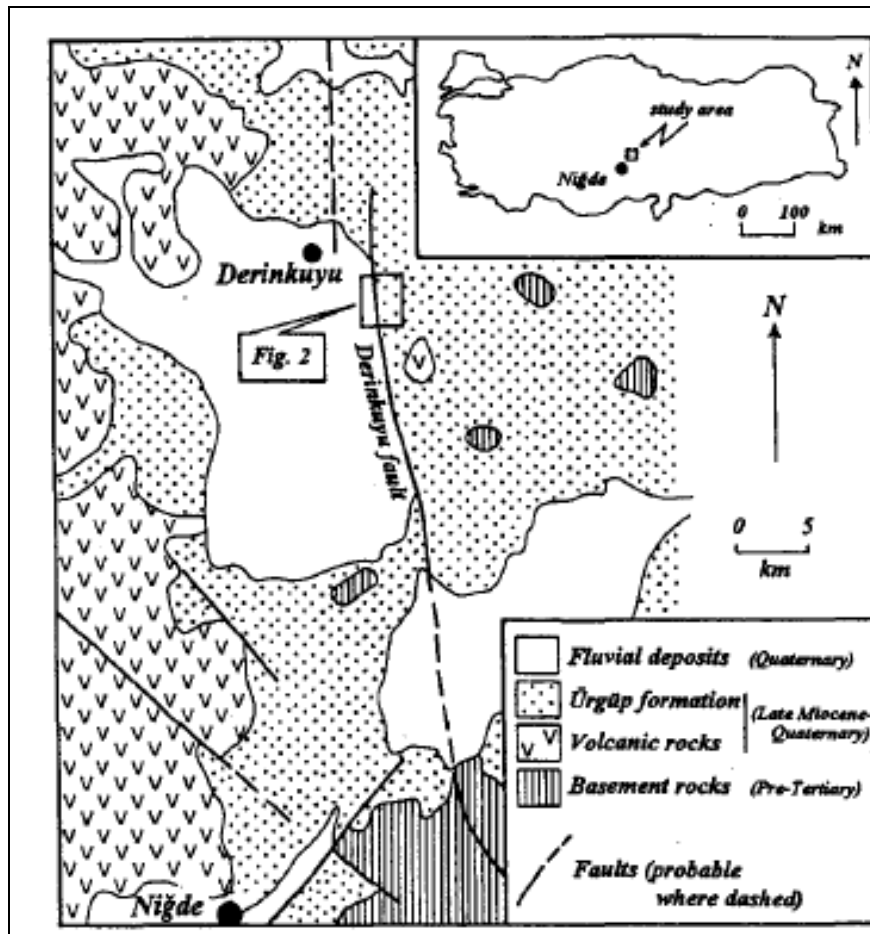 N
study area
Niğde
0 100
km
Derinkuyu
Fig. 2
Derinkuyu fault
N
0 5
km
Fluvial deposits (Quaternary)
Ürgüp formation
(Late Miocene-
Quaternary)
Volcanic rocks
Basement rocks (Pre-Tertiary)
Faults (probable
where dashed)
Niğde